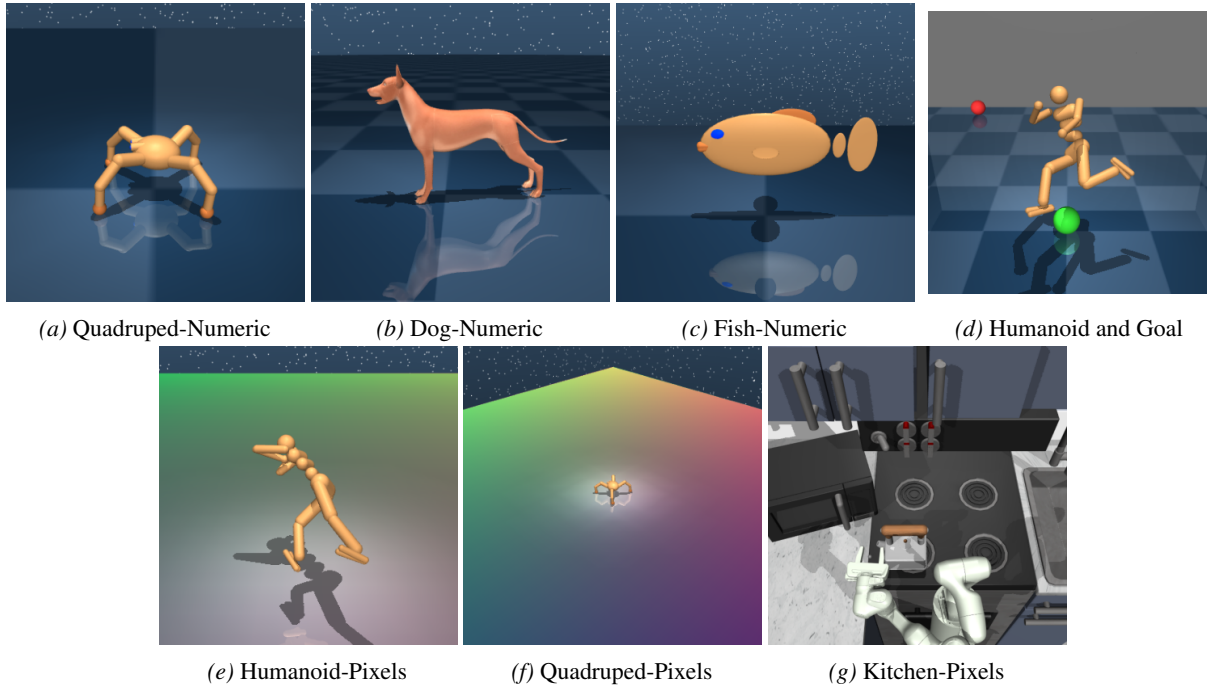 (a) Quadruped-Numeric
(b) Dog-Numeric
(c) Fish-Numeric
(d) Humanoid and Goal
(e) Humanoid-Pixels
(f) Quadruped-Pixels
(g) Kitchen-Pixels